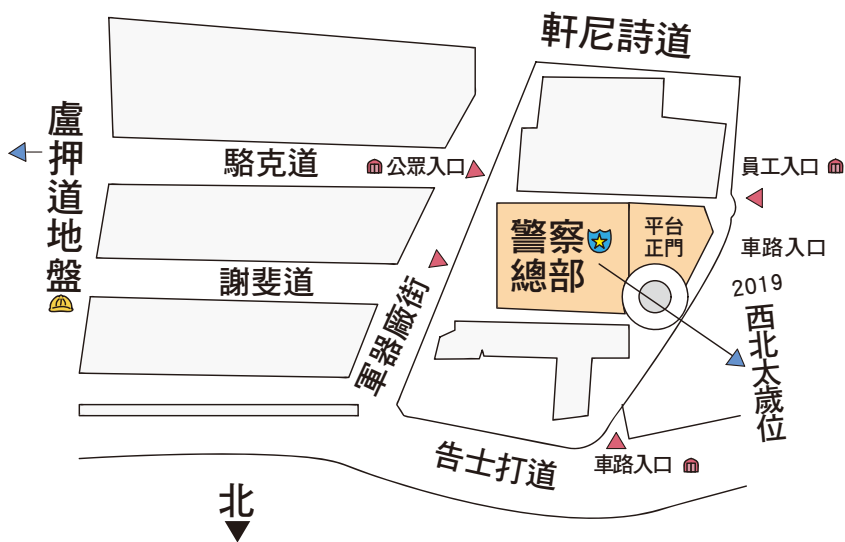 軒尼詩道
盧押道地盤
駱克道
公眾入口
員工入口
警察
總部
平台
正門
車路入口
謝斐道
軍器廠街
2019
西北太歲位
告士打道
車路入口
北